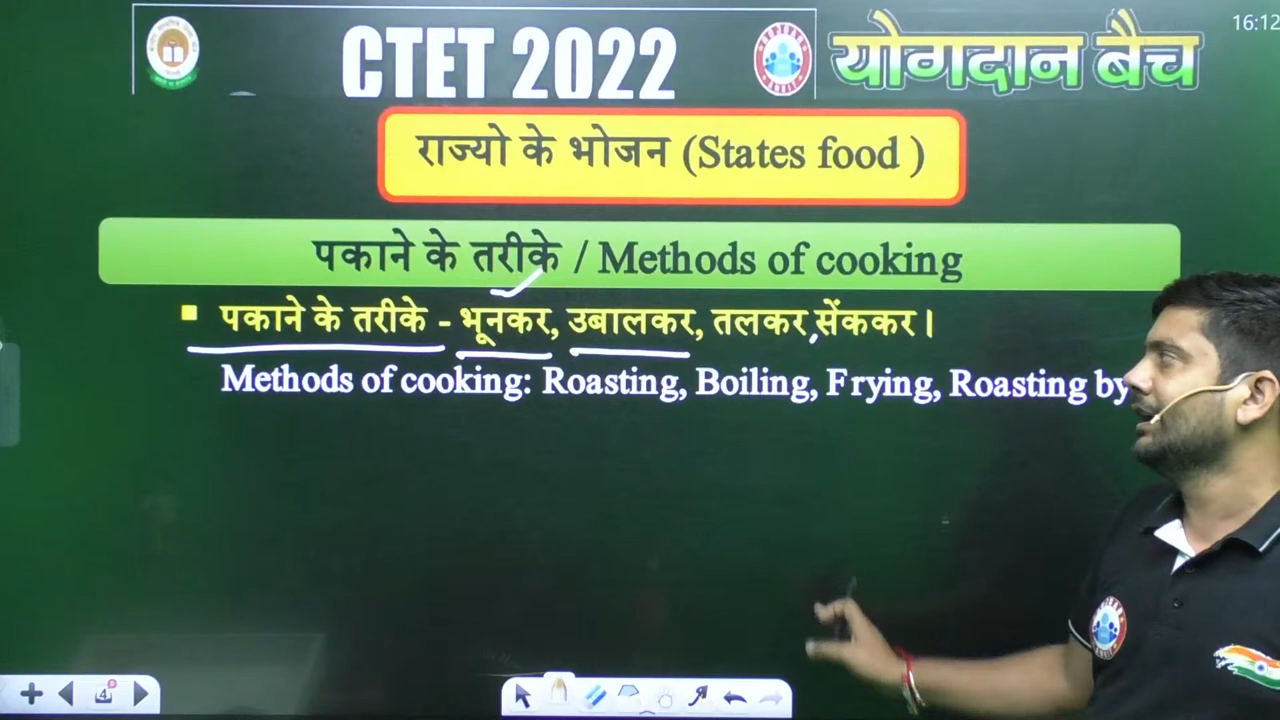 16:12
CTET 2022
योगदान बैच
राज्यो के भोजन (States food )
पकाने के तरीके / Methods of cooking
पकाने के तरीके - भूनकर, उबालकर, तलकर,सेंककर।
Methods of cooking: Roasting, Boiling, Frying, Roasting by
4